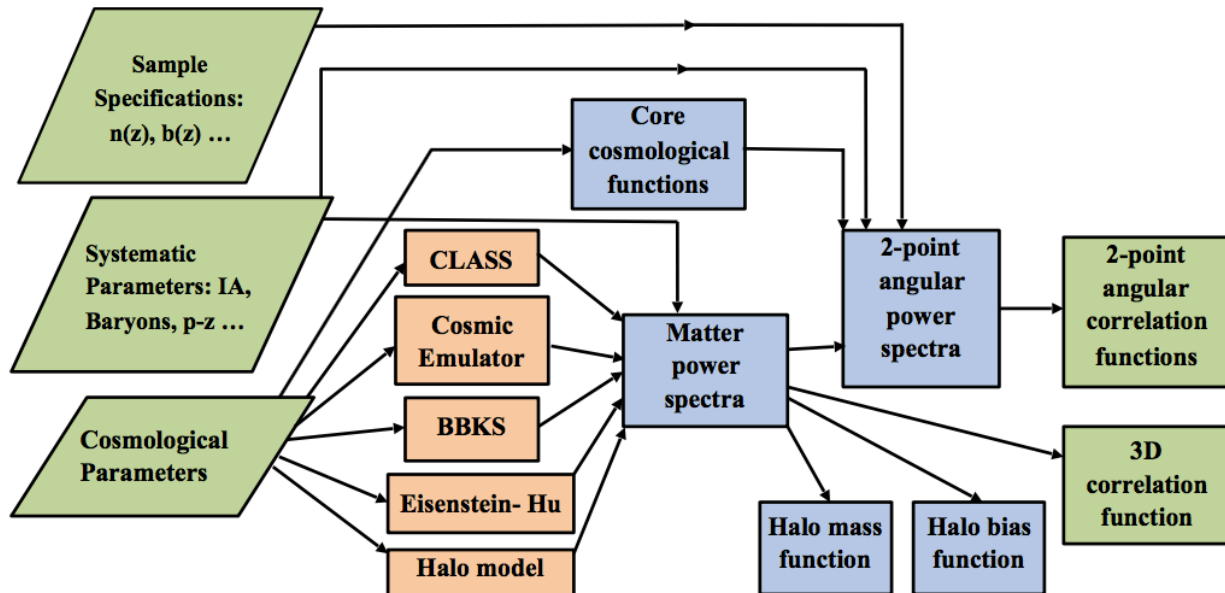 Sample
Specifications:
n(z), b(z) …
Systematic
Parameters: IA,
Baryons, p-z …
Cosmological
Parameters
Core
cosmological
functions
CLASS
Cosmic
Emulator
BBKS
Eisenstein- Hu
Halo model
Matter
power
spectra
2-point
angular
power
spectra
2-point
angular
correlation
functions
3D
correlation
function
Halo mass
function
Halo bias
function